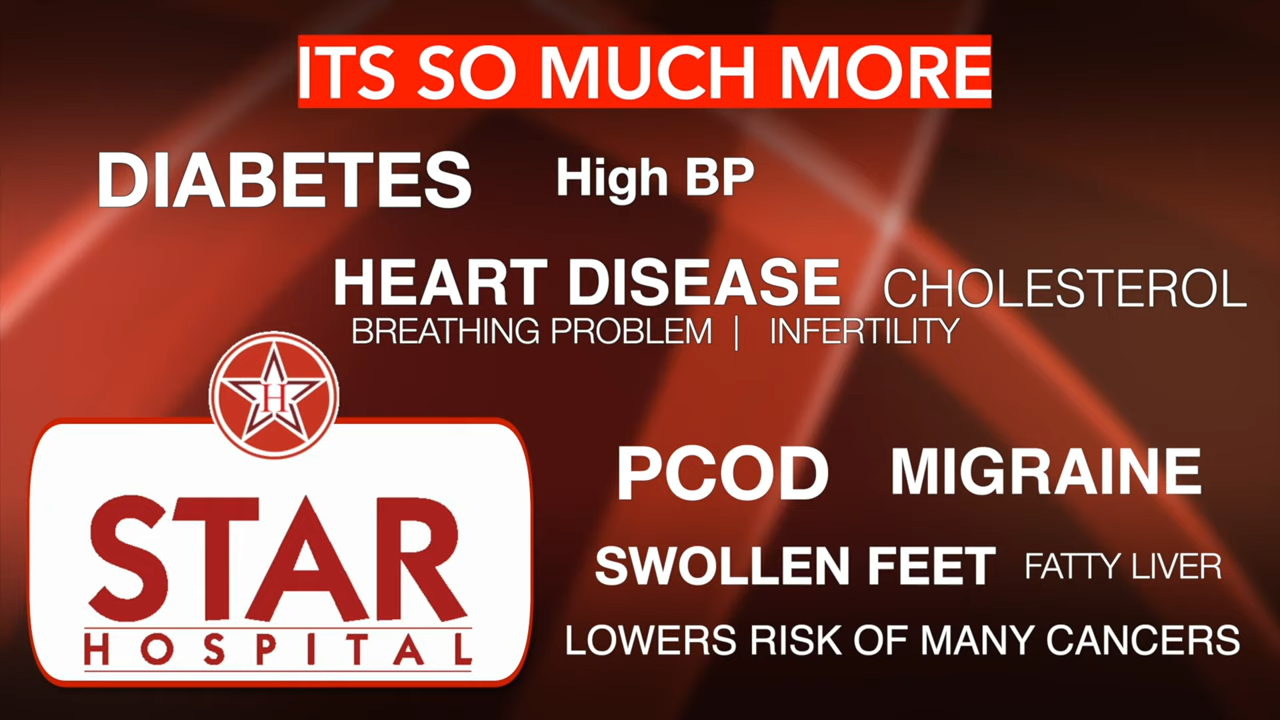 ITS SO MUCH MORE
DIABETES High BP
HEART DISEASE CHOLESTEROL
BREATHING PROBLEM | INFERTILITY
H
STAR
HOSPITAL
PCOD MIGRAINE
SWOLLEN FEET FATTY LIVER
LOWERS RISK OF MANY CANCERS